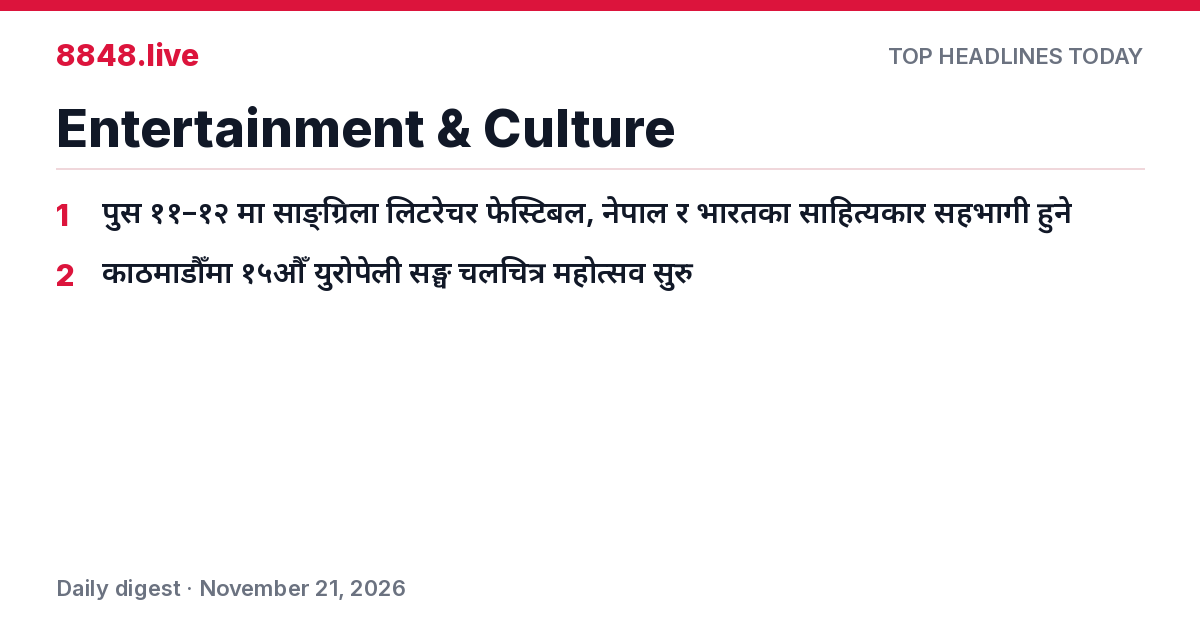 8848.live
TOP HEADLINES TODAY
Entertainment & Culture
1 पुस ११–१२ मा साङ्ग्रिला लिटरेचर फेस्टिबल, नेपाल र भारतका साहित्यकार सहभागी हुने
2 काठमाडौँमा १५औँ युरोपेली सङ्घ चलचित्र महोत्सव सुरु
Daily digest · November 21, 2026